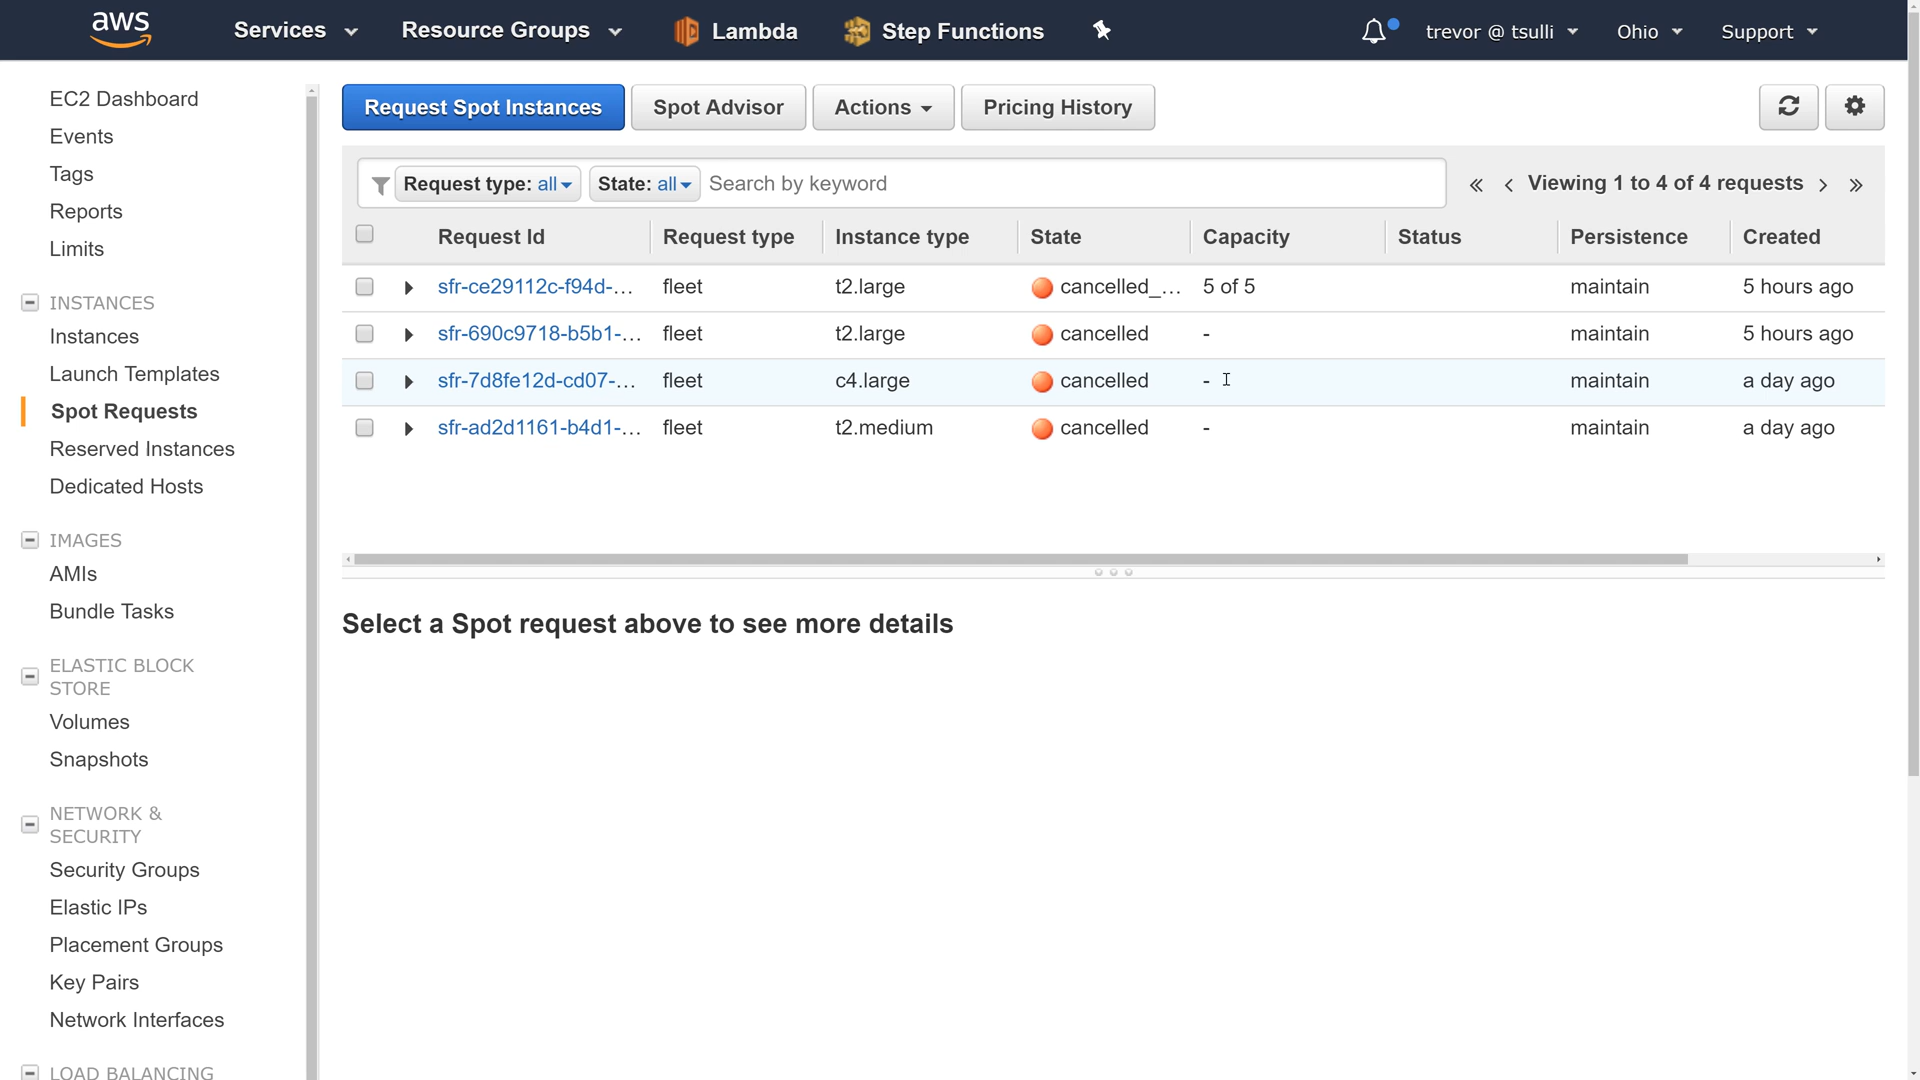 aws Services Resource Groups Lambda Step Functions trevor @ tsulli Ohio Support
EC2 Dashboard
Events
Tags
Reports
Limits
INSTANCES
Instances
Launch Templates
Spot Requests
Reserved Instances
Dedicated Hosts
IMAGES
AMIs
Bundle Tasks
ELASTIC BLOCK
STORE
Volumes
Snapshots
NETWORK &
SECURITY
Security Groups
Elastic IPs
Placement Groups
Key Pairs
Network Interfaces
LOAD BALANCING
Request Spot Instances Spot Advisor Actions Pricing History
Request type: all State: all Search by keyword « ‹ Viewing 1 to 4 of 4 requests › »
Request Id Request type Instance type State Capacity Status Persistence Created
sfr-ce29112c-f94d-... fleet t2.large cancelled_... 5 of 5 maintain 5 hours ago
sfr-690c9718-b5b1-... fleet t2.large cancelled - maintain 5 hours ago
sfr-7d8fe12d-cd07-... fleet c4.large cancelled - maintain a day ago
sfr-ad2d1161-b4d1-... fleet t2.medium cancelled - maintain a day ago
Select a Spot request above to see more details